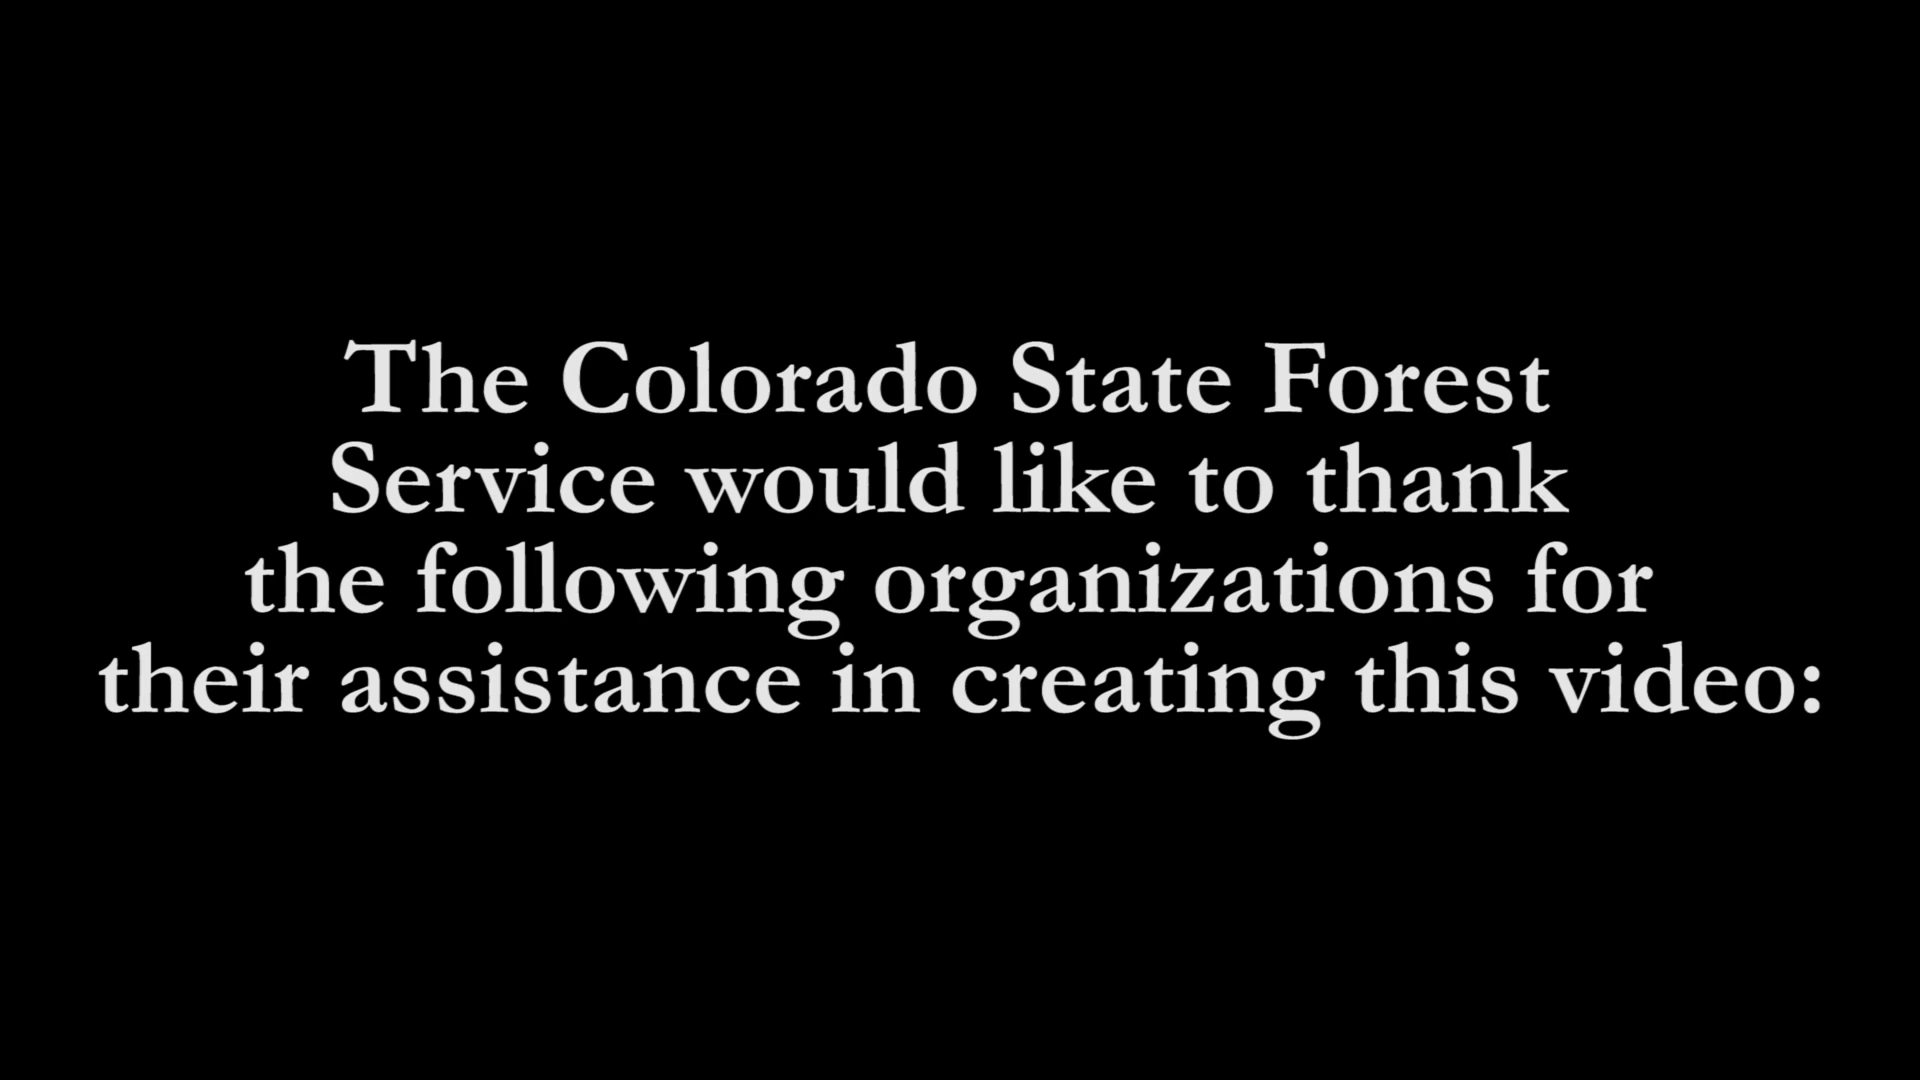 The Colorado State Forest
Service would like to thank
the following organizations for
their assistance in creating this video: